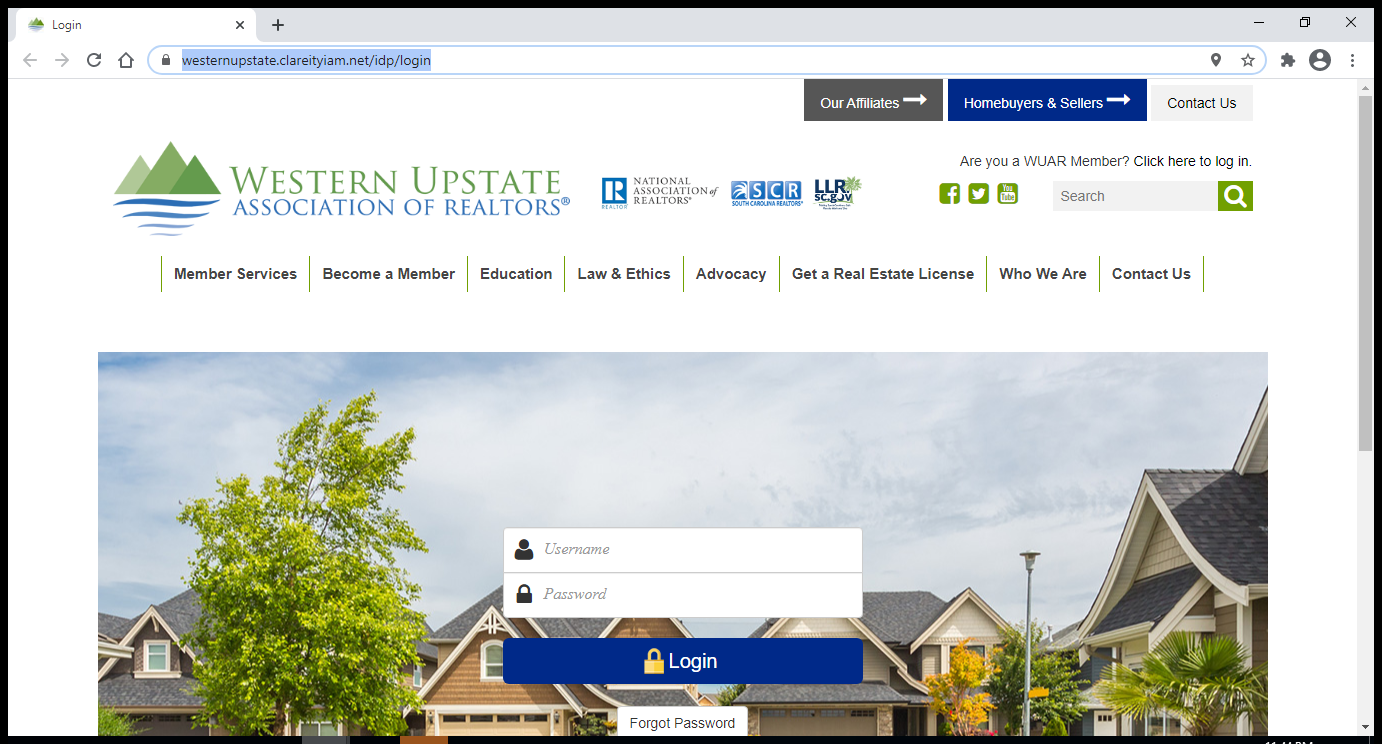 Login
westernupstate.clareityiam.net/idp/login
Our Affiliates
Homebuyers & Sellers
Contact Us
Are you a WUAR Member? Click here to log in.
WESTERN UPSTATE
ASSOCIATION OF REALTORS®
R
REALTOR
NATIONAL
ASSOCIATION of
REALTORS®
SCR
SOUTH CAROLINA REALTORS®
LLR
sc.gov
You
Tube
Search
Member Services
Become a Member
Education
Law & Ethics
Advocacy
Get a Real Estate License
Who We Are
Contact Us
Username
Password
Login
Forgot Password